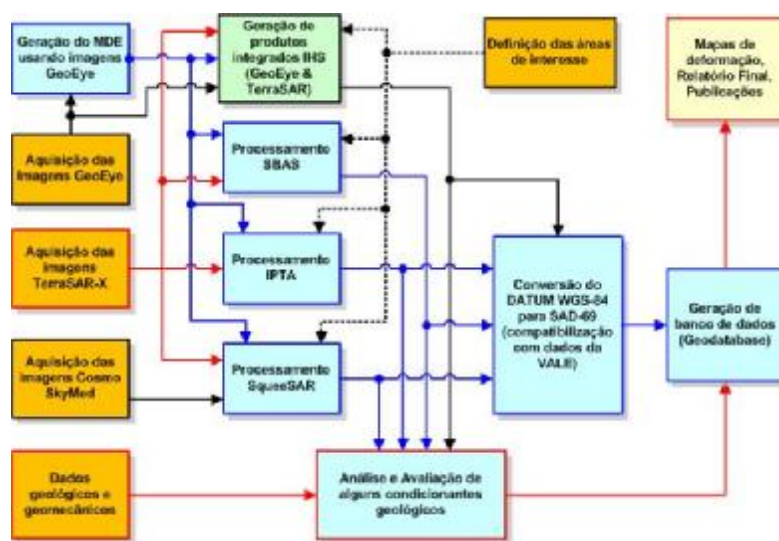 Geração do MDE
usando imagens
GeoEye
Geração de
produtos
integrados IHS
(GeoEye &
TerraSAR)
Definição das áreas
de interesse
Mapas de
deformação,
Relatório Final,
Publicações
Aquisição das
Imagens GeoEye
Processamento
SBAS
Aquisição das
imagens
TerraSAR-X
Processamento
IPTA
Conversão do
DATUM WGS-84
para SAD-69
(compatibilização
com dados da
VALE)
Geração de
banco de dados
(Geodatabase)
Aquisição das
imagens Cosmo
SkyMed
Processamento
SqueeSAR
Dados
geológicos e
geomecânicos
Análise e Avaliação de
alguns condicionantes
geológicos